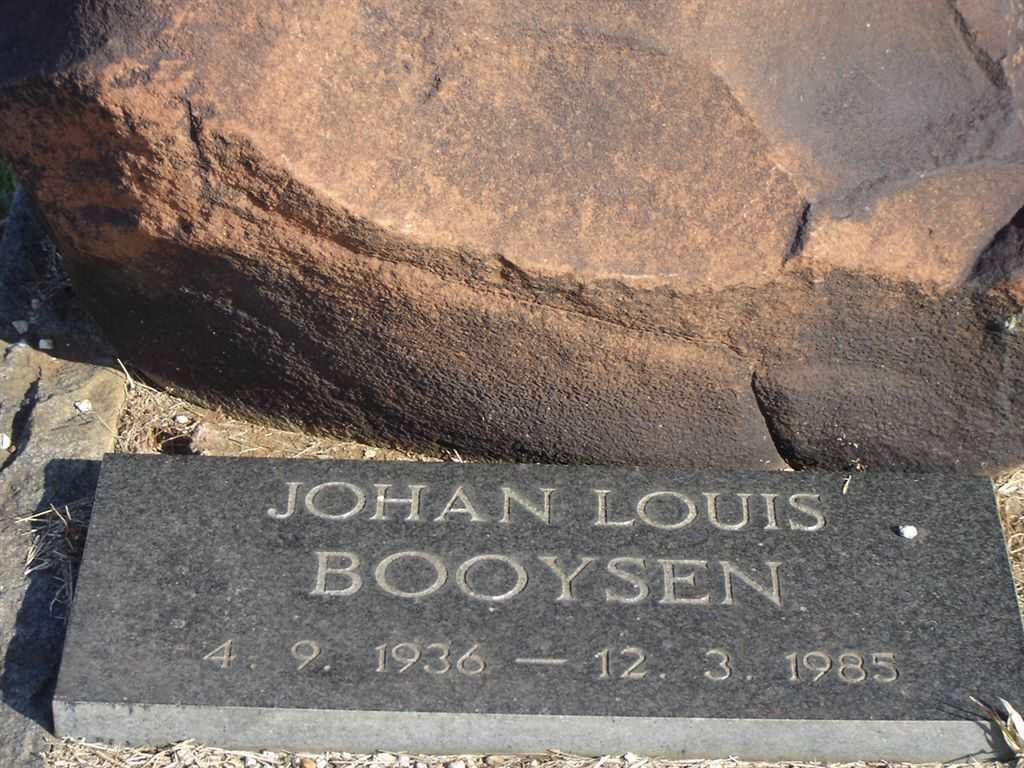 JOHAN LOUIS
BOOYSEN
4. 9. 1936 — 12. 3. 1985